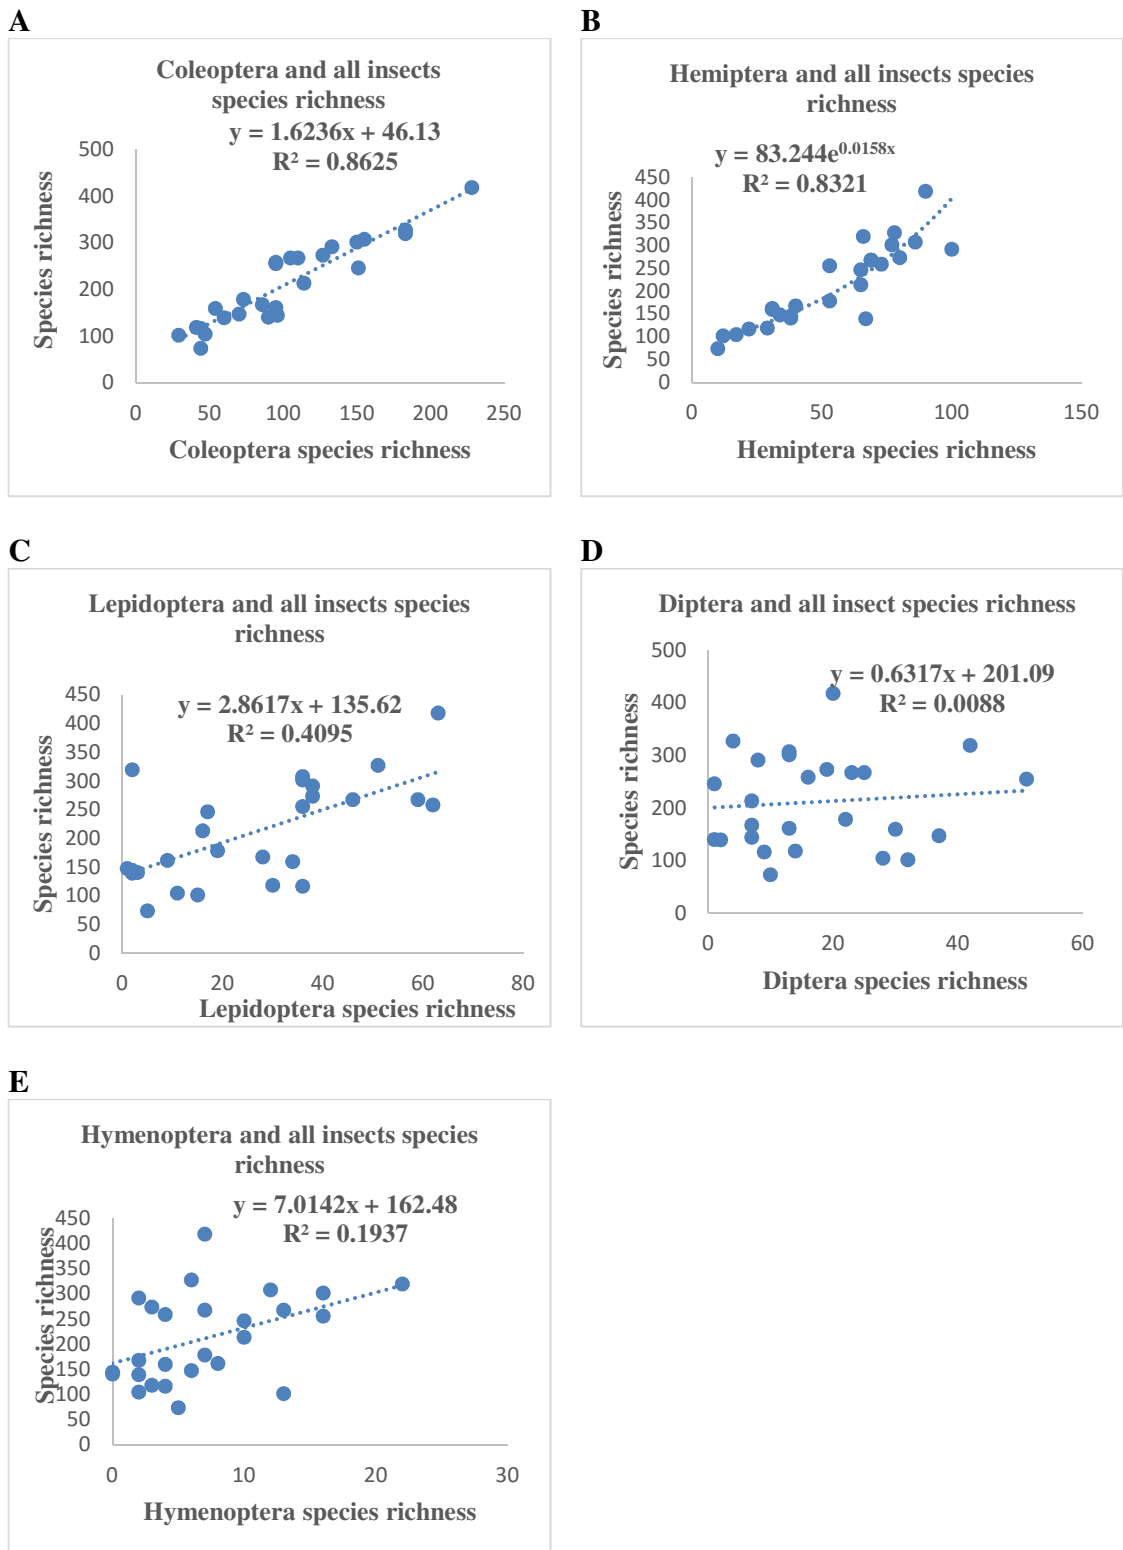 A
Coleoptera and all insects
species richness
y = 1.6236x + 46.13
R² = 0.8625
500
400
300
200
100
0
0 50 100 150 200 250
Species richness
Coleoptera species richness
B
Hemiptera and all insects species
richness
y = 83.244e^0.0158x
R² = 0.8321
450
400
350
300
250
200
150
100
50
0
0 50 100 150
Species richness
Hemiptera species richness
C
Lepidoptera and all insects species
richness
y = 2.8617x + 135.62
R² = 0.4095
450
400
350
300
250
200
150
100
50
0
0 20 40 60 80
Species richness
Lepidoptera species richness
D
Diptera and all insect species richness
y = 0.6317x + 201.09
R² = 0.0088
500
400
300
200
100
0
0 20 40 60
Species richness
Diptera species richness
E
Hymenoptera and all insects species
richness
y = 7.0142x + 162.48
R² = 0.1937
450
400
350
300
250
200
150
100
50
0
0 10 20 30
Species richness
Hymenoptera species richness